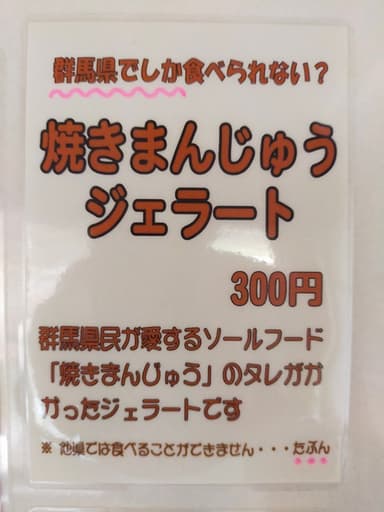 群馬県でしか食べられない？
焼きまんじゅう
ジェラート
300円
群馬県民が愛するソールフード
「焼きまんじゅう」のタレがか
かったジェラートです
※ 他県では食べることができません・・・たぶん